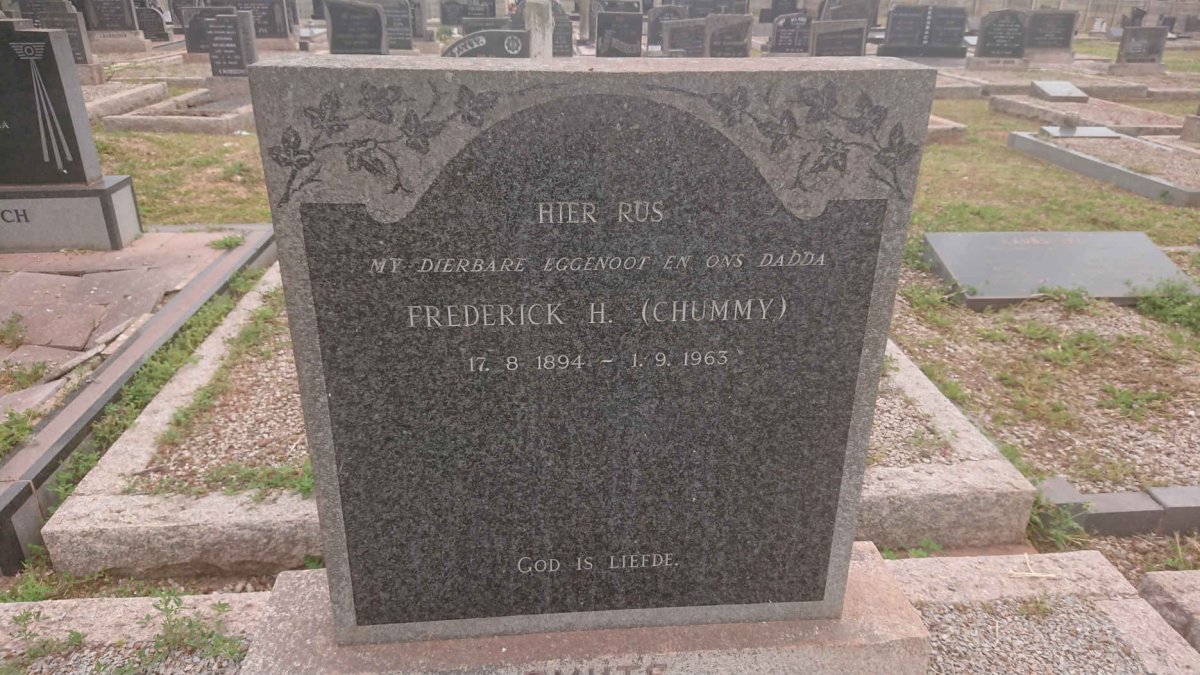 HIER RUS
MY DIERBARE EGGENOOT EN ONS DADDA
FREDERICK H. (CHUMMY)
17. 8. 1894 – 1. 9. 1963
GOD IS LIEFDE.
CH